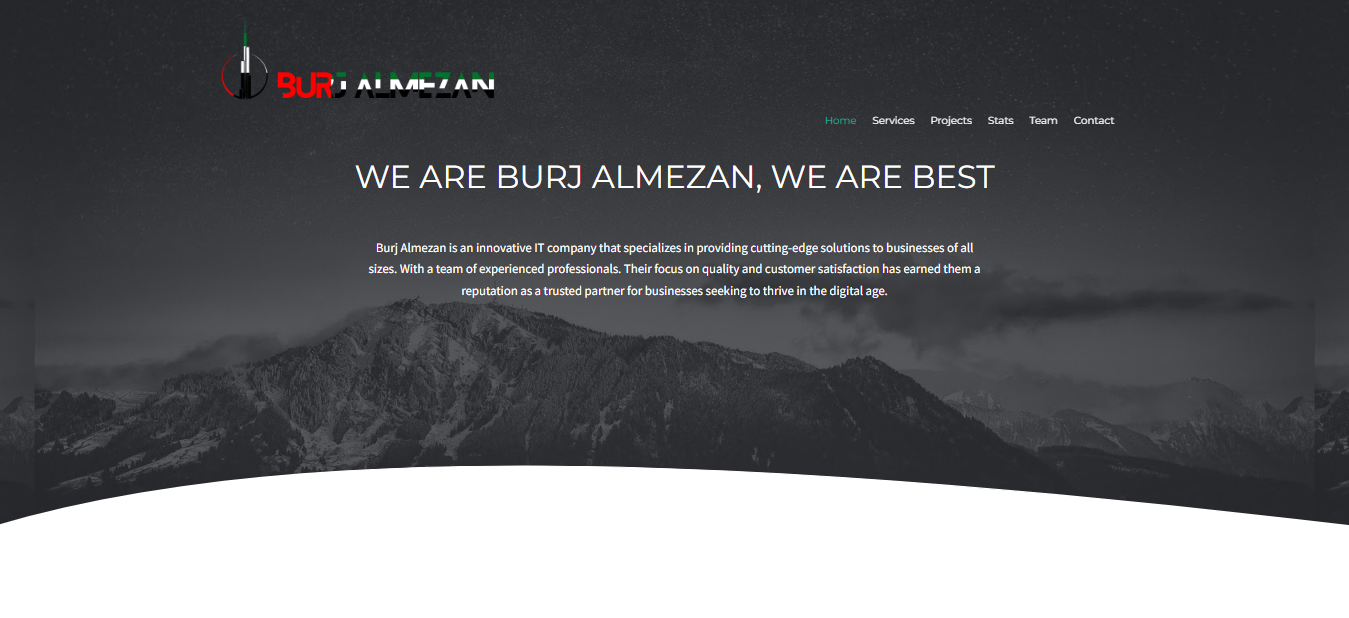 BURJ ALMEZAN
Home Services Projects Stats Team Contact
WE ARE BURJ ALMEZAN, WE ARE BEST
Burj Almezan is an innovative IT company that specializes in providing cutting-edge solutions to businesses of all
sizes. With a team of experienced professionals. Their focus on quality and customer satisfaction has earned them a
reputation as a trusted partner for businesses seeking to thrive in the digital age.